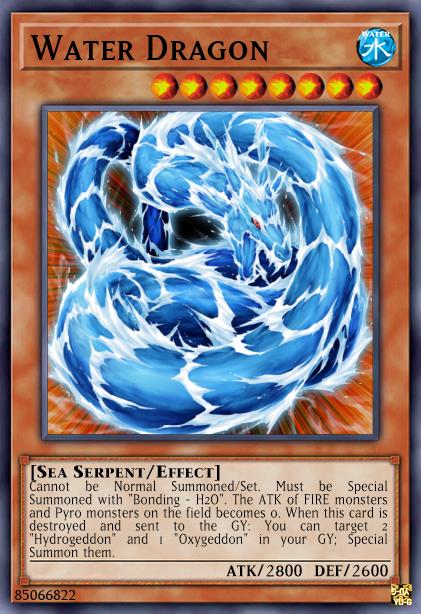 WATER DRAGON
WATER
水
[SEA SERPENT/EFFECT]
Cannot be Normal Summoned/Set. Must be Special
Summoned with "Bonding - H2O". The ATK of FIRE monsters
and Pyro monsters on the field becomes 0. When this card is
destroyed and sent to the GY: You can target 2
"Hydrogeddon" and 1 "Oxygeddon" in your GY; Special
Summon them.
ATK/2800 DEF/2600
85066822